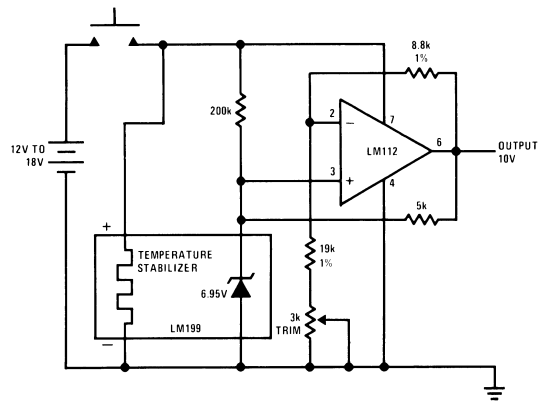 8.8k
1%
200k
2
7
–
LM112
6
3
+
4
OUTPUT
10V
12V TO
18V
5k
+
TEMPERATURE
STABILIZER
19k
1%
6.95V
3k
TRIM
–
LM199